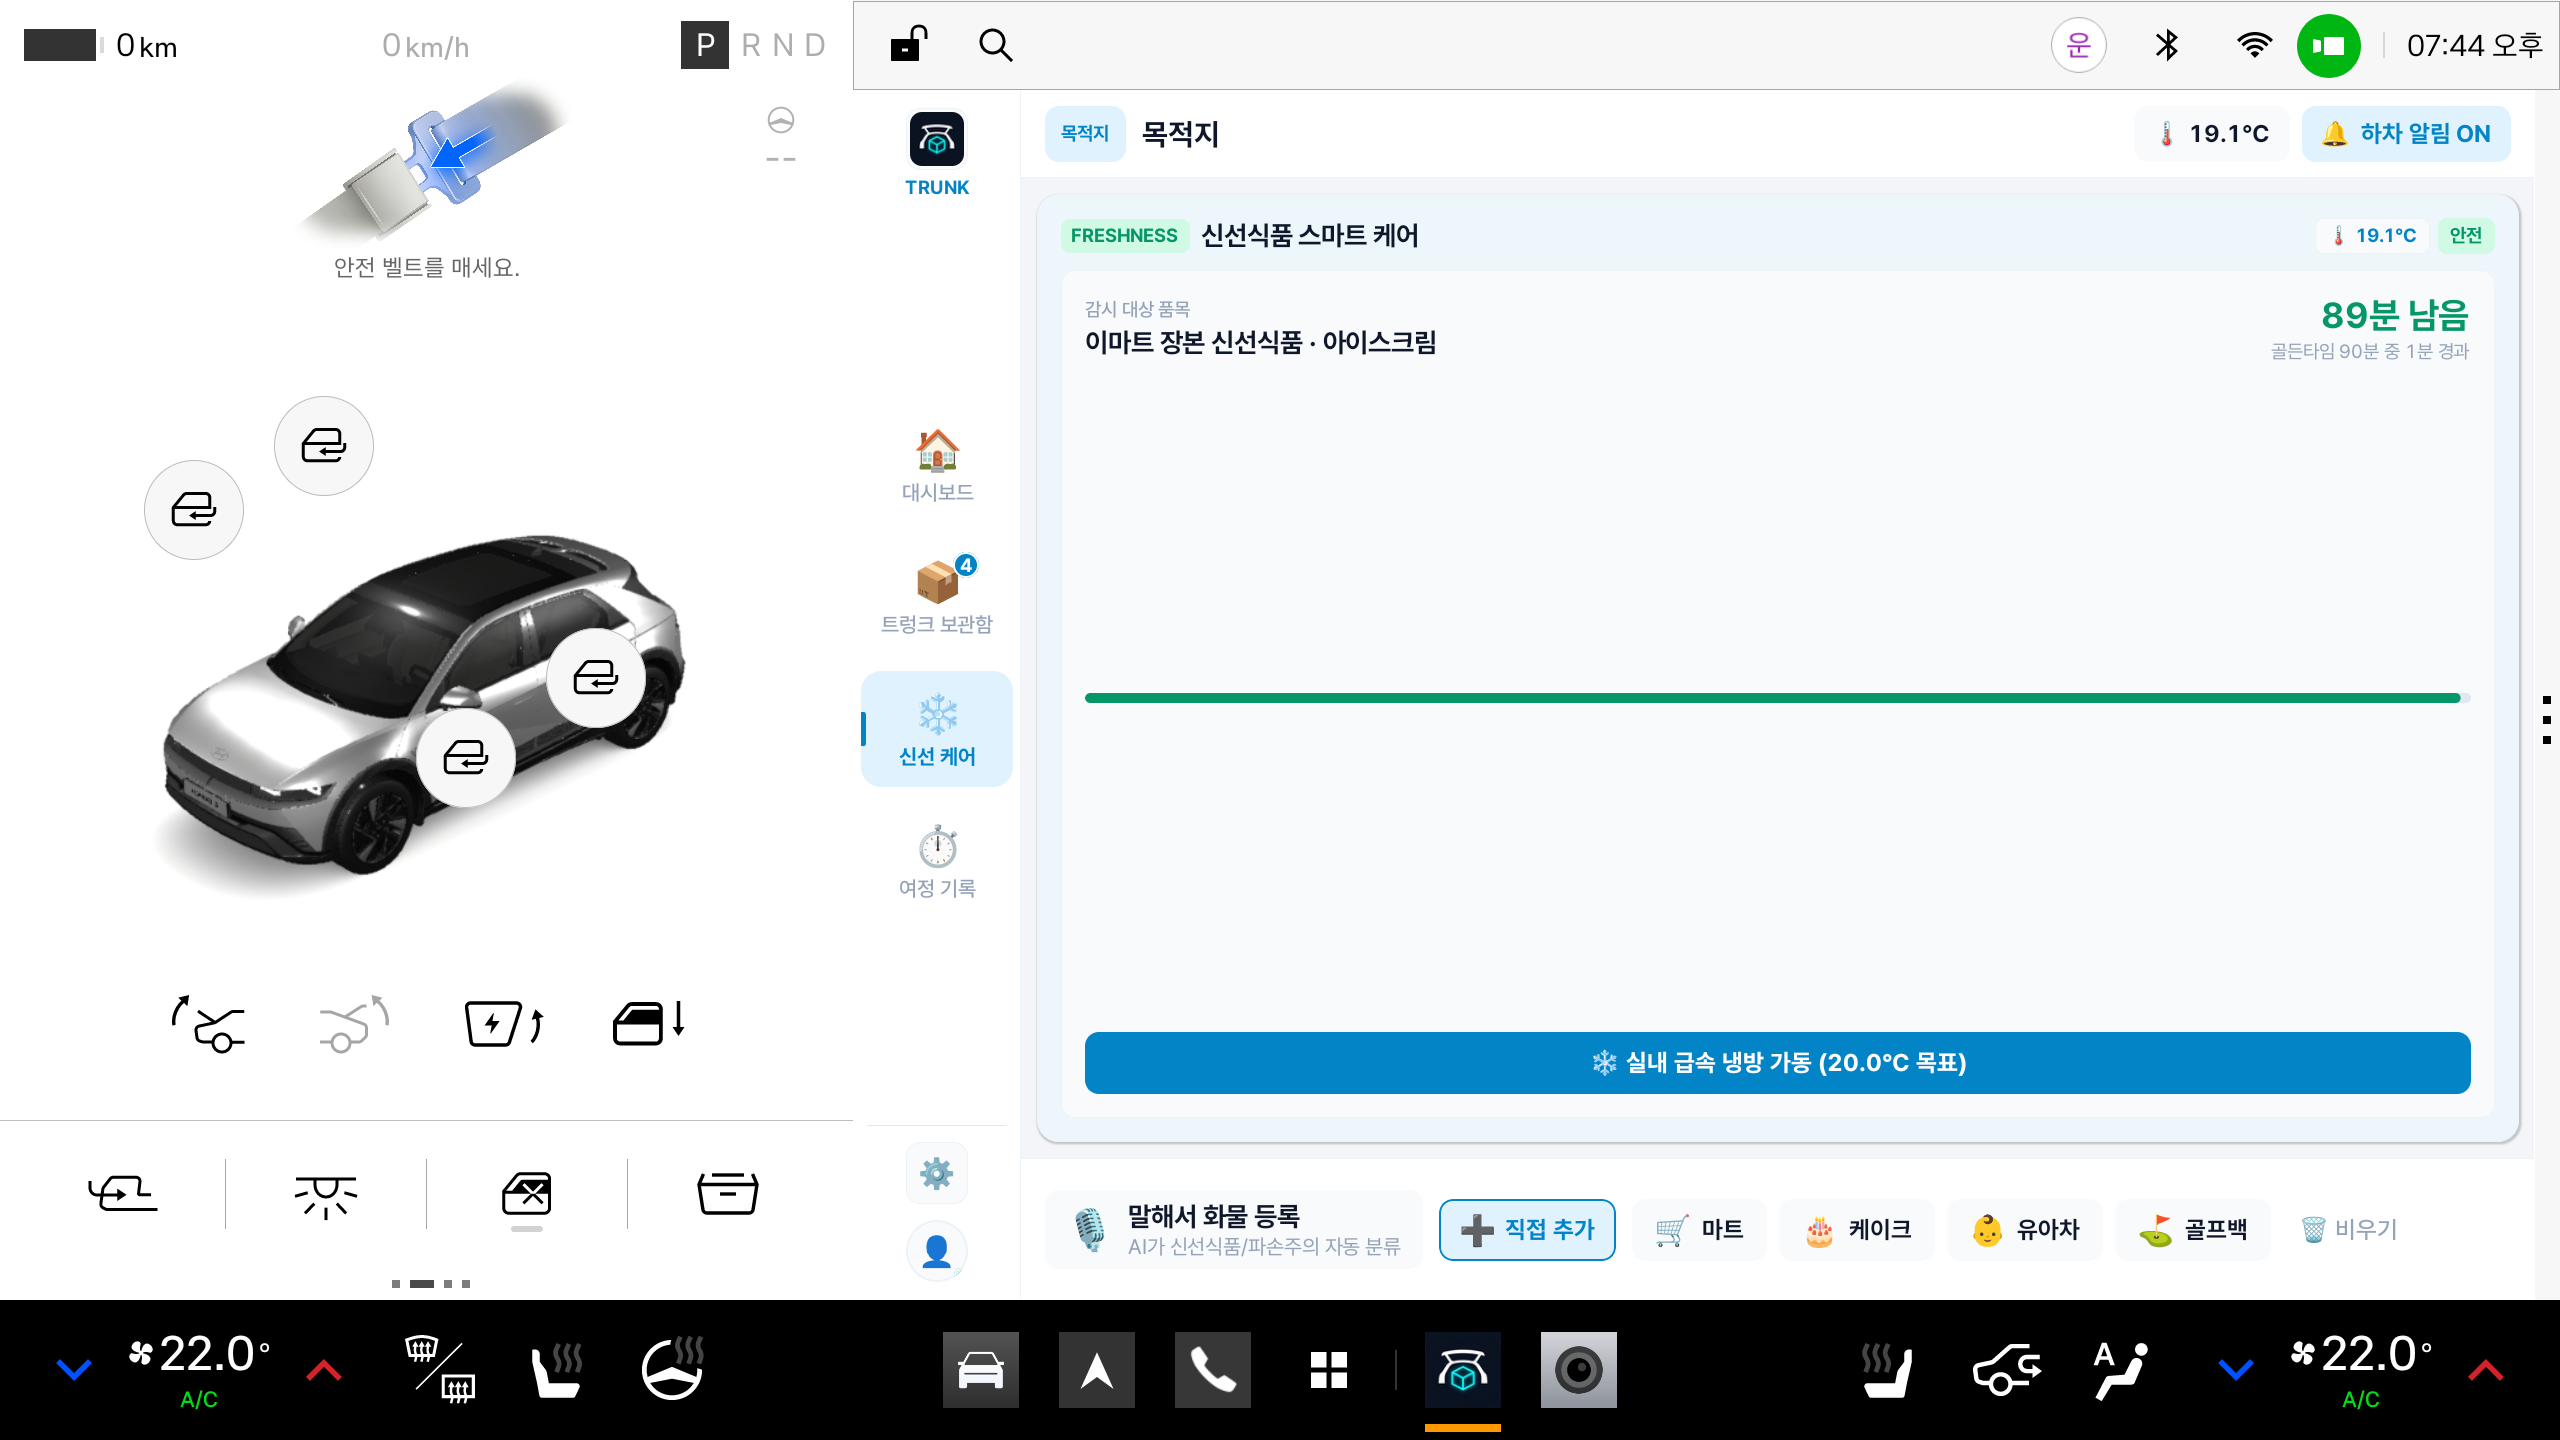 0 km
0 km/h
P R N D
운
07:44 오후
안전 벨트를 매세요.
TRUNK
대시보드
4
트렁크 보관함
신선 케어
여정 기록
목적지
목적지
19.1°C
하차 알림 ON
FRESHNESS
신선식품 스마트 케어
19.1°C
안전
감시 대상 품목
이마트 장본 신선식품 · 아이스크림
89분 남음
골든타임 90분 중 1분 경과
실내 급속 냉방 가동 (20.0°C 목표)
말해서 화물 등록
AI가 신선식품/파손주의 자동 분류
직접 추가
마트
케이크
유아차
골프백
비우기
22.0°
A/C
A
22.0°
A/C